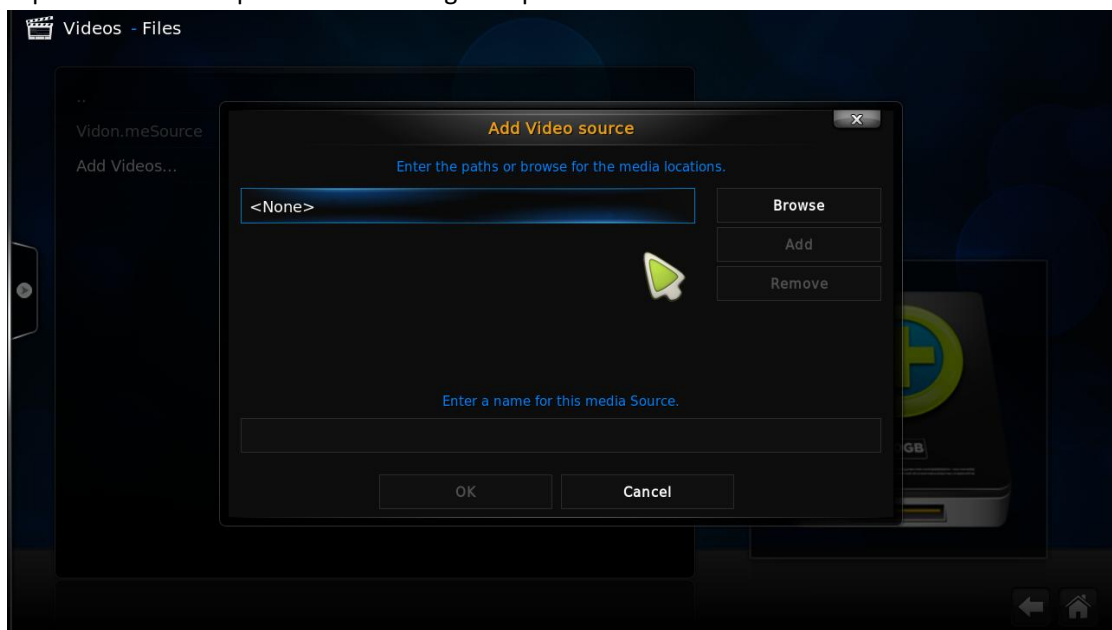 Videos - Files
..
Vidon.meSource
Add Videos...
Add Video source
Enter the paths or browse for the media locations.
<None>
Browse
Add
Remove
Enter a name for this media Source.
OK
Cancel
GB